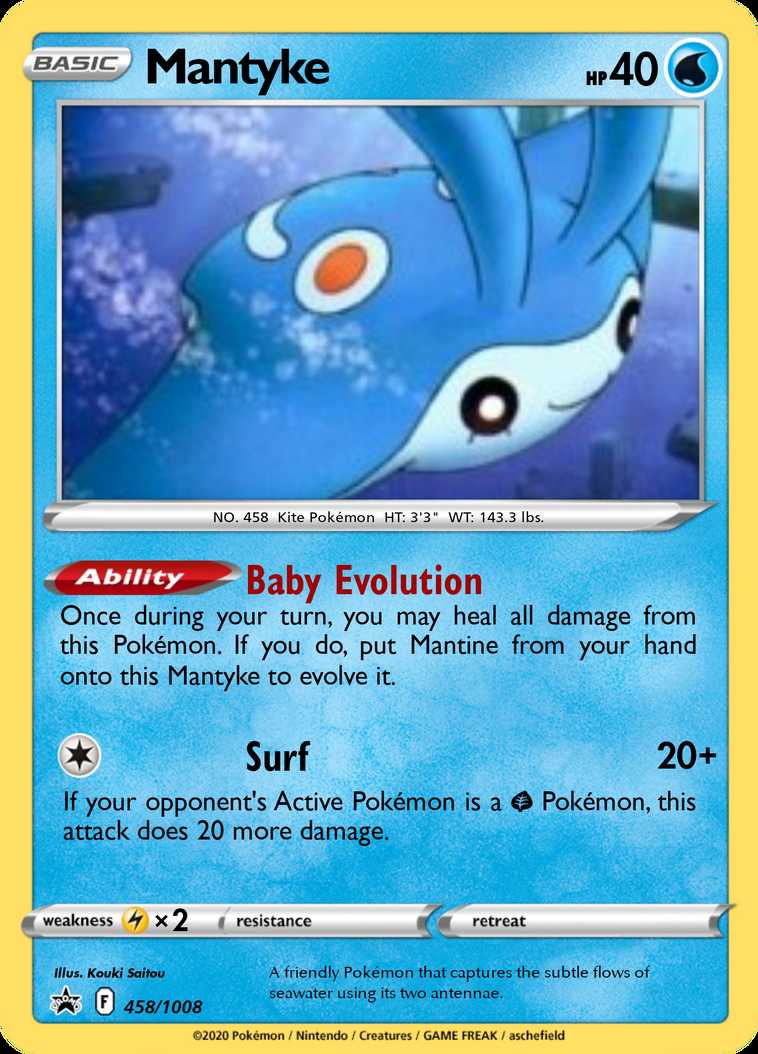 BASIC Mantyke HP40
NO. 458 Kite Pokémon HT: 3'3" WT: 143.3 lbs.
Ability Baby Evolution
Once during your turn, you may heal all damage from
this Pokémon. If you do, put Mantine from your hand
onto this Mantyke to evolve it.
Surf 20+
If your opponent's Active Pokémon is a Pokémon, this
attack does 20 more damage.
weakness ×2 resistance retreat
Illus. Kouki Saitou
A friendly Pokémon that captures the subtle flows of
seawater using its two antennae.
F 458/1008
©2020 Pokémon / Nintendo / Creatures / GAME FREAK / aschefield